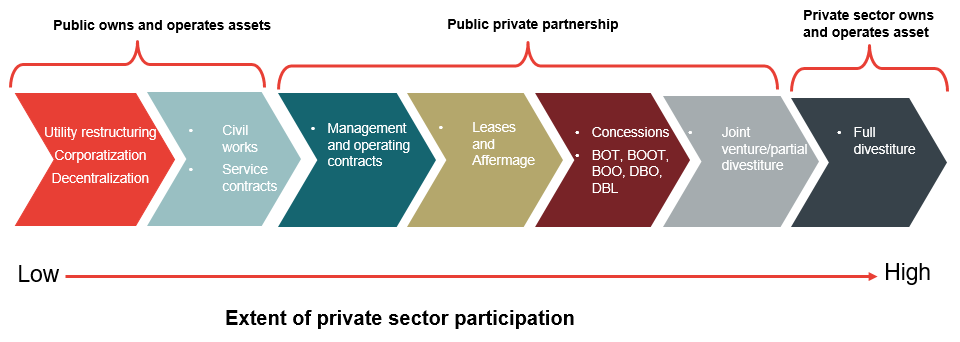 Public owns and operates assets
Public private partnership
Private sector owns
and operates asset
Utility restructuring
Corporatization
Decentralization
• Civil
works
• Service
contracts
• Management
and operating
contracts
• Leases
and
Affermage
• Concessions
• BOT, BOOT,
BOO, DBO,
DBL
• Joint
venture/partial
divestiture
• Full
divestiture
Low
High
Extent of private sector participation